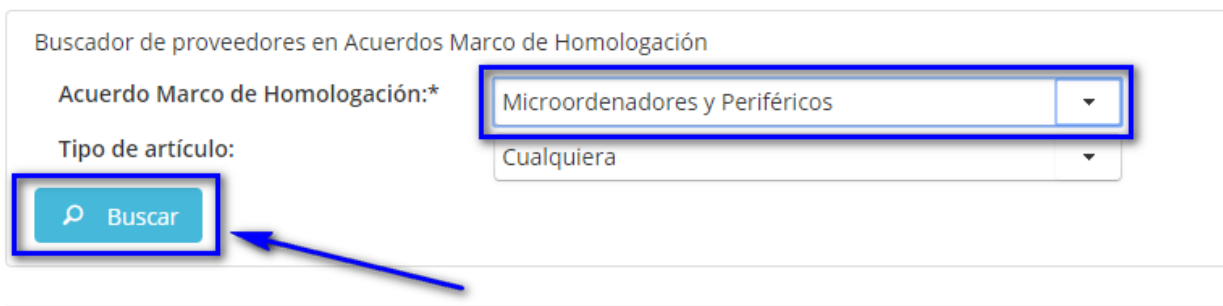 Buscador de proveedores en Acuerdos Marco de Homologación
Acuerdo Marco de Homologación:* Microordenadores y Periféricos
Tipo de artículo: Cualquiera
Buscar